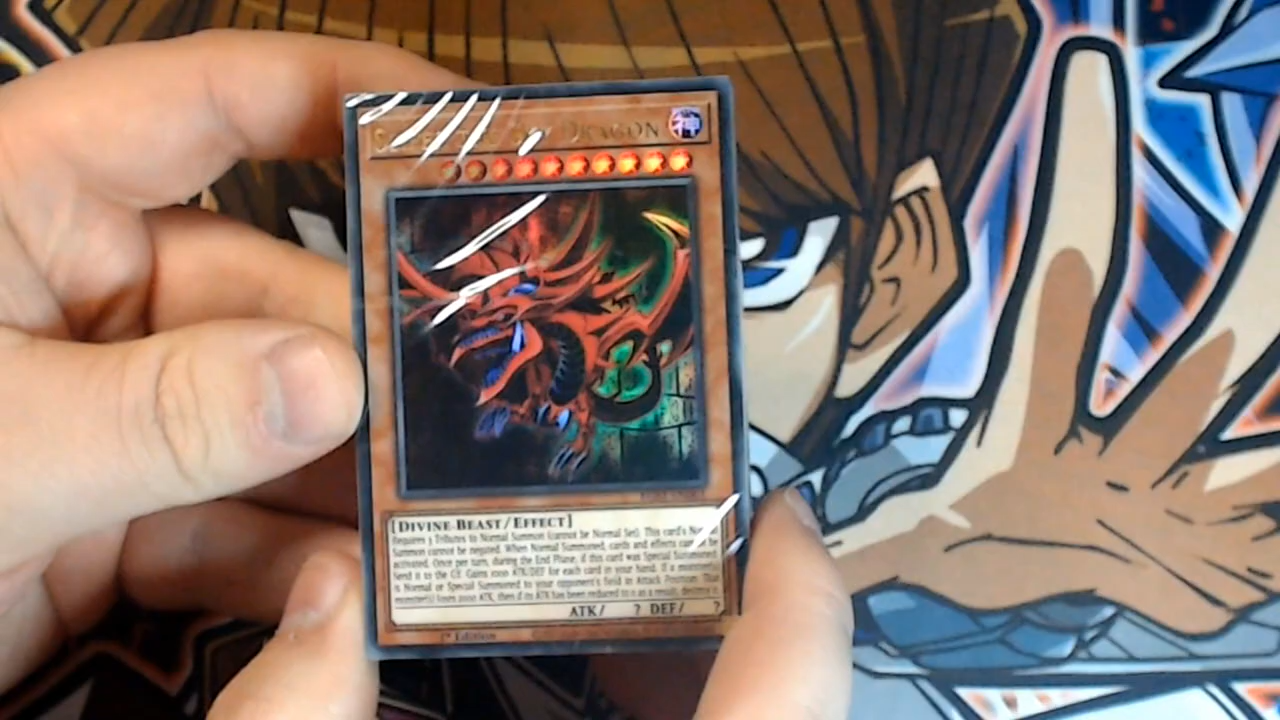 Dragon
神
[Divine-Beast/Effect]
Requires 3 Tributes to Normal Summon (cannot be Normal Set). This card's Normal
Summon cannot be negated. When Normal Summoned, cards and effects cannot be
activated. Once per turn, during the End Phase, if this card was Special Summoned:
Send it to the GY. Gains 1000 ATK/DEF for each card in your hand. If a monster(s)
is Normal or Special Summoned to your opponent's field in Attack Position: That
monster(s) loses 2000 ATK, then if its ATK has been reduced to 0 as a result, destroy it.
ATK/ ? DEF/ ?
1st Edition